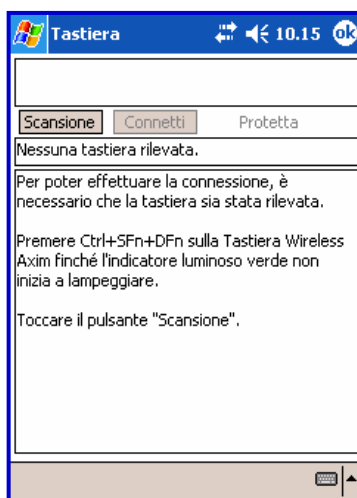 Tastiera 10.15 ok
Scansione Connetti Protetta
Nessuna tastiera rilevata.
Per poter effettuare la connessione, è
necessario che la tastiera sia stata rilevata.
Premere Ctrl+SFn+DFn sulla Tastiera Wireless
Axim finché l'indicatore luminoso verde non
inizia a lampeggiare.
Toccare il pulsante "Scansione".